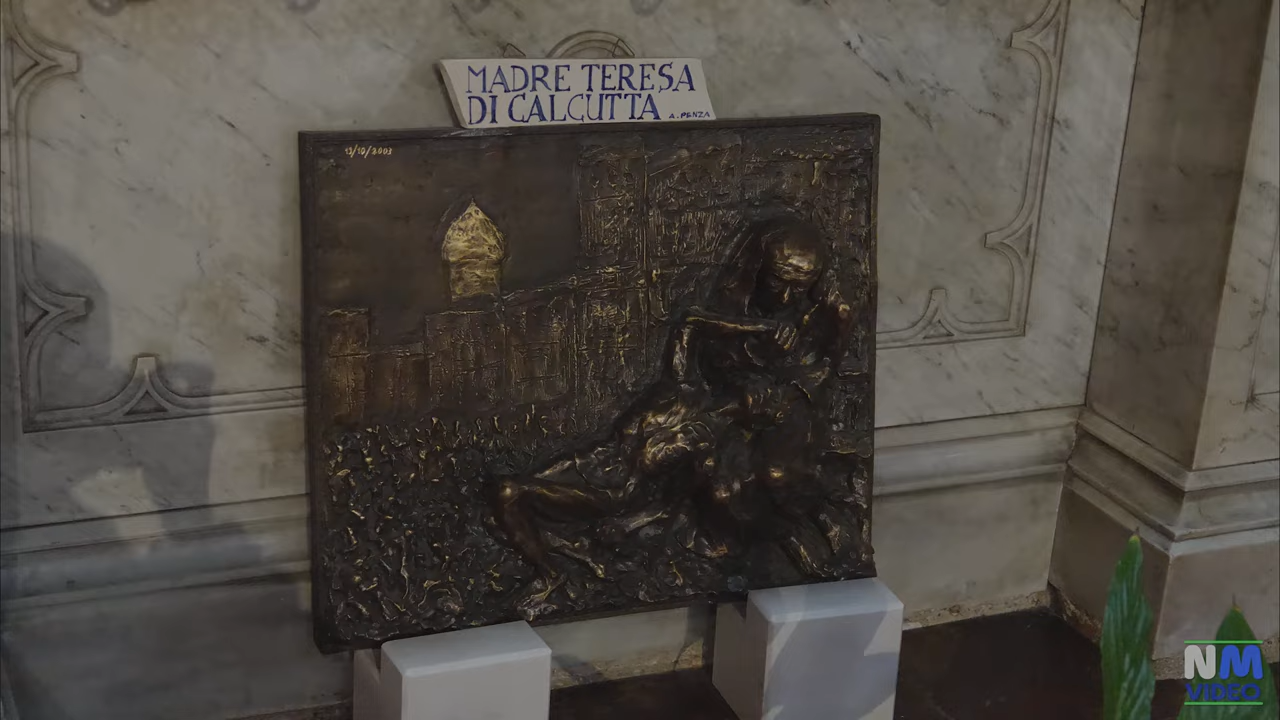 MADRE TERESA
DI CALCUTTA A. PENZA
13/10/2003
NM
VIDEO